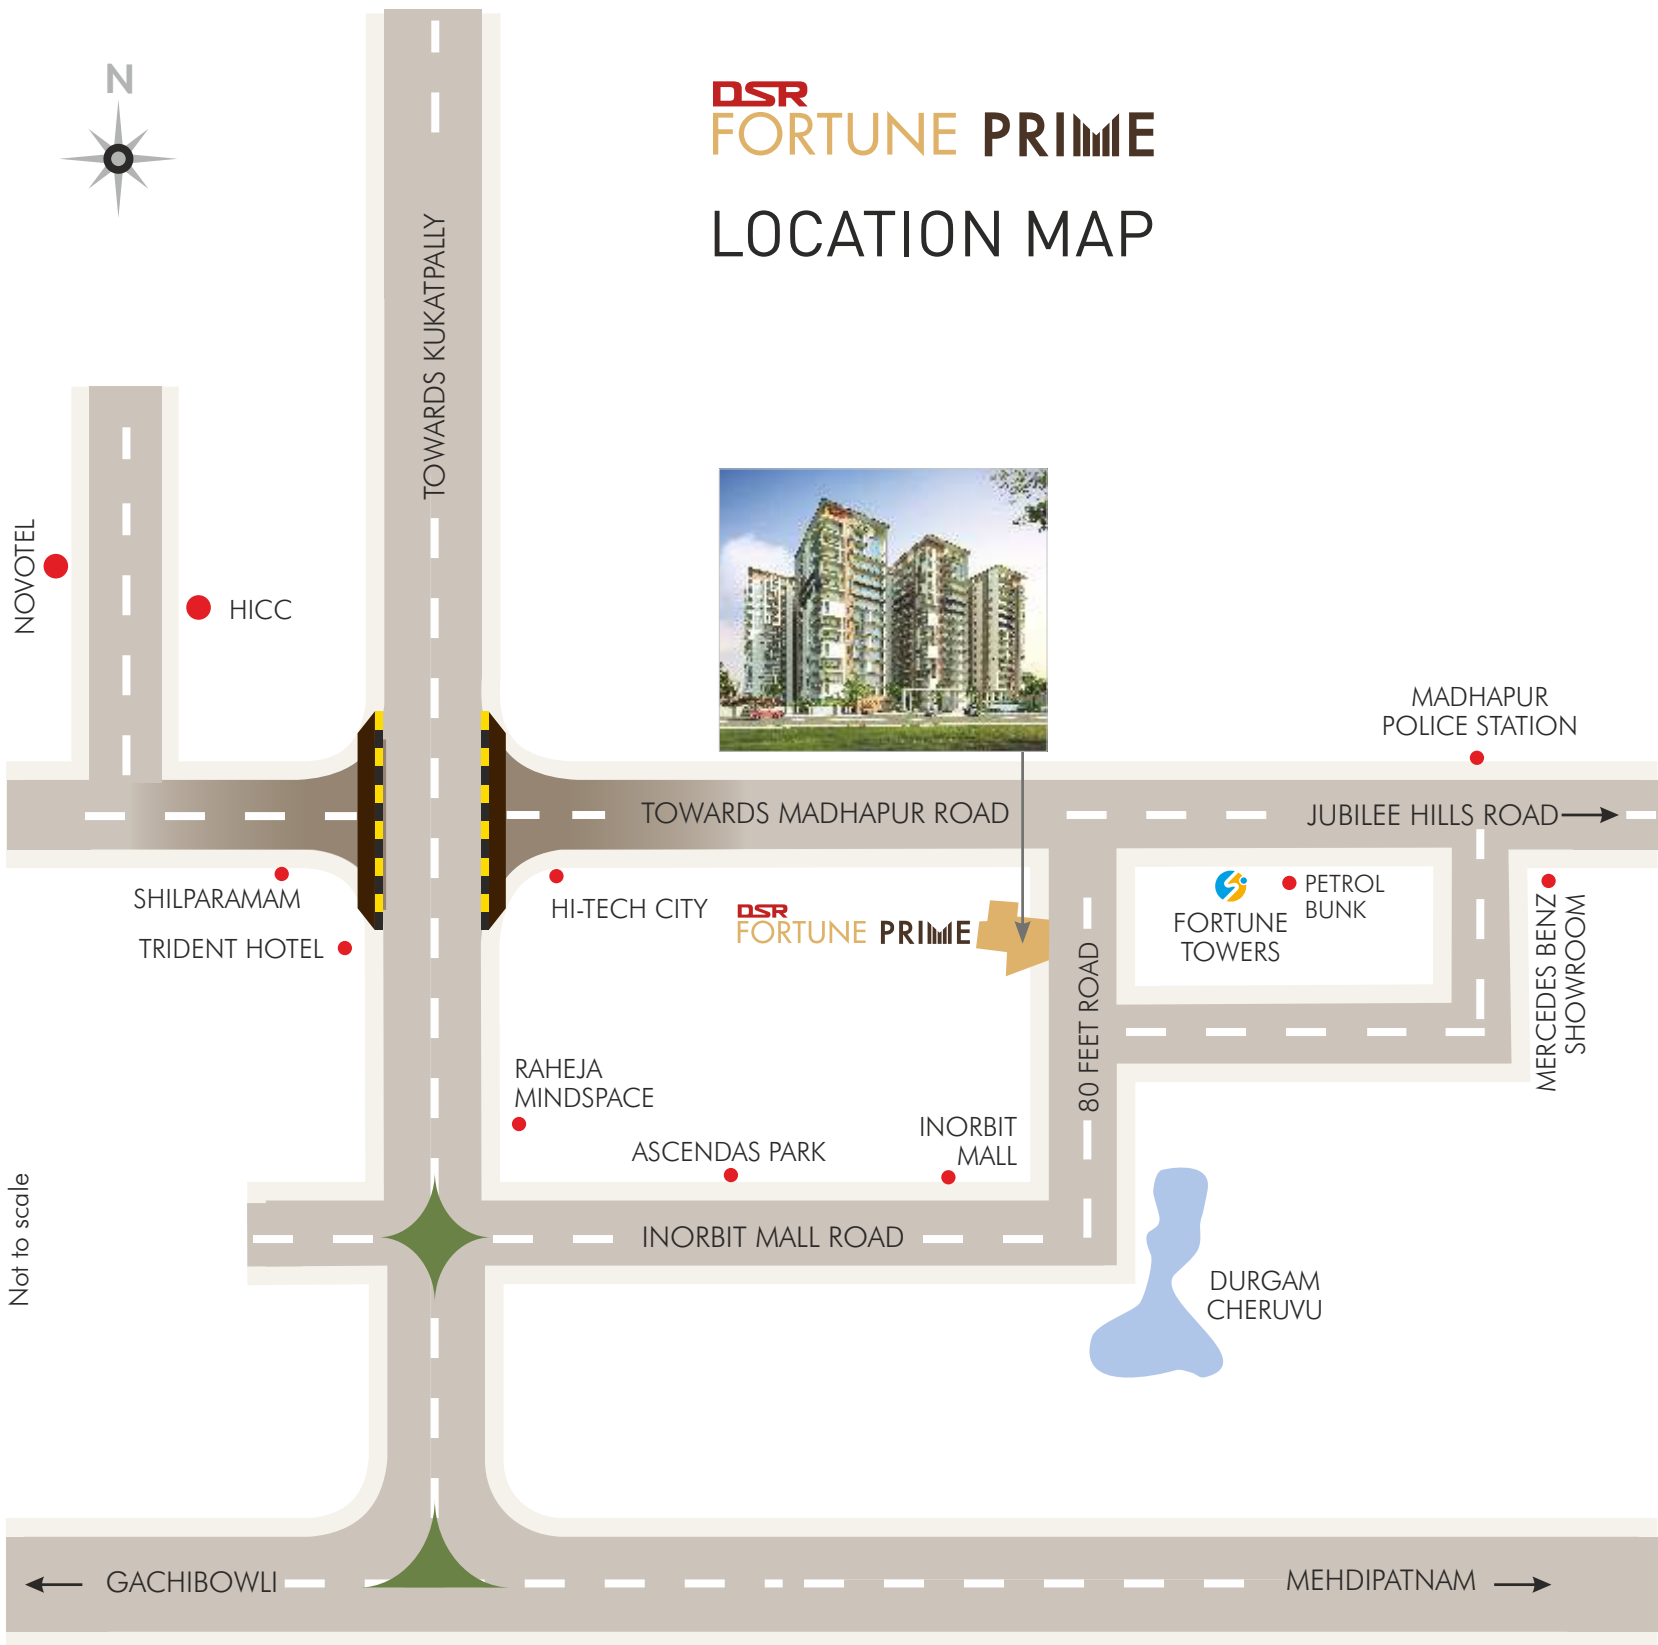 N
DSR
FORTUNE PRIME
LOCATION MAP
TOWARDS KUKATPALLY
NOVOTEL
HICC
MADHAPUR
POLICE STATION
TOWARDS MADHAPUR ROAD
JUBILEE HILLS ROAD
SHILPARAMAM
TRIDENT HOTEL
HI-TECH CITY
DSR
FORTUNE PRIME
80 FEET ROAD
FORTUNE
TOWERS
PETROL
BUNK
MERCEDES BENZ
SHOWROOM
RAHEJA
MINDSPACE
ASCENDAS PARK
INORBIT
MALL
INORBIT MALL ROAD
Not to scale
DURGAM
CHERUVU
GACHIBOWLI
MEHDIPATNAM